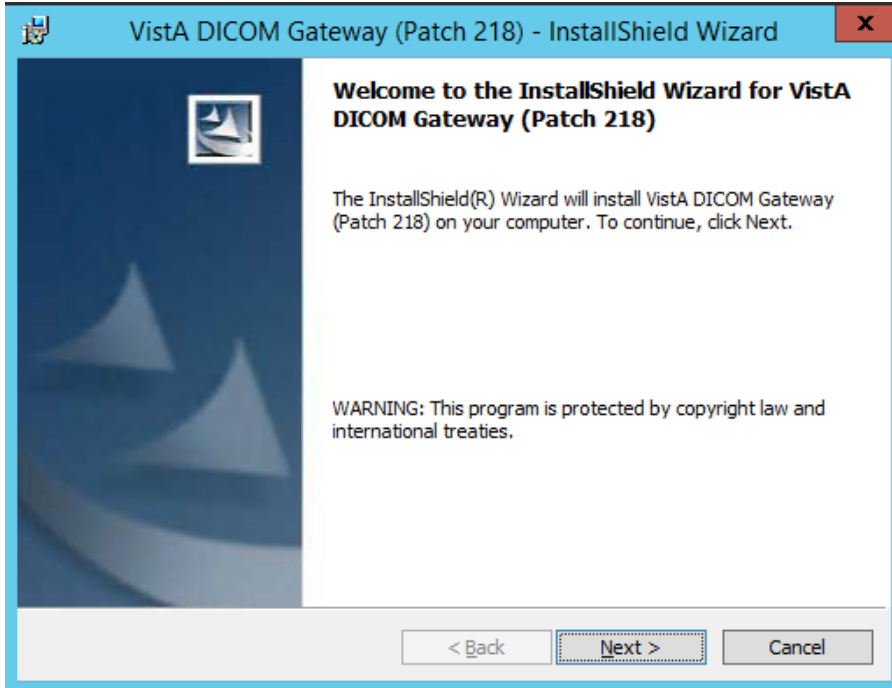 VistA DICOM Gateway (Patch 218) - InstallShield Wizard
X
Welcome to the InstallShield Wizard for VistA
DICOM Gateway (Patch 218)
The InstallShield(R) Wizard will install VistA DICOM Gateway
(Patch 218) on your computer. To continue, click Next.
WARNING: This program is protected by copyright law and
international treaties.
< Back Next > Cancel